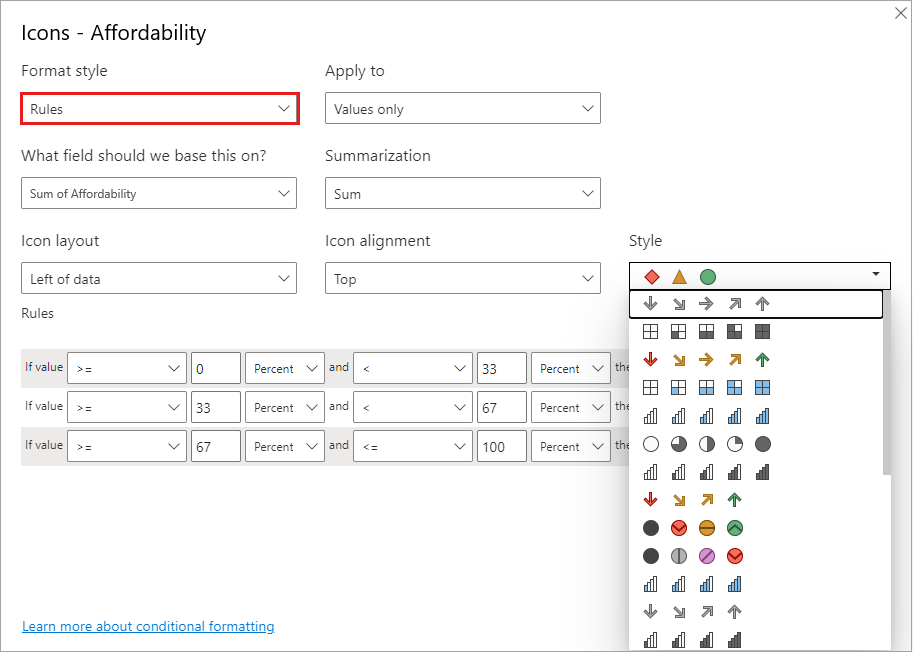 Icons - Affordability
Format style
Apply to
Rules
Values only
What field should we base this on?
Summarization
Sum of Affordability
Sum
Icon layout
Icon alignment
Style
Left of data
Top
Rules
If value >= 0 Percent and < 33 Percent the
If value >= 33 Percent and < 67 Percent the
If value >= 67 Percent and <= 100 Percent the
Learn more about conditional formatting